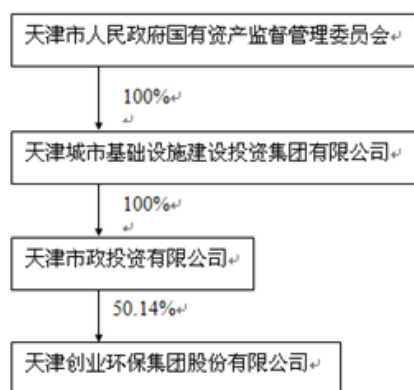 天津市人民政府国有资产监督管理委员会
100%
天津城市基础设施建设投资集团有限公司
100%
天津市政投资有限公司
50.14%
天津创业环保集团股份有限公司